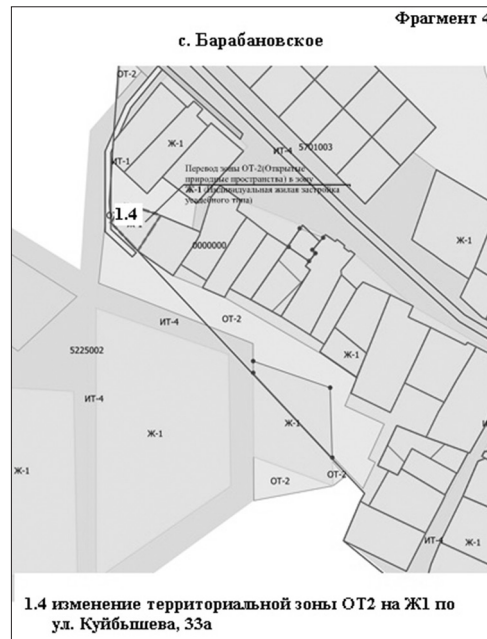 Фрагмент 4
с. Барабановское
ОТ-2
Ж-1
ИТ-4
5701003
ИТ-1
Перевод зоны ОТ-2(Открытые
природные пространства) в зону
Ж-1 (Индивидуальная жилая застройка
усадебного типа)
1.4
Ж-1
0000000
Ж-1
ОТ-2
ИТ-4
5225002
Ж-1
ИТ-4
Ж-1
Ж-1
Ж-1
ОТ-2
ОТ-2
ИТ-4
Ж-1
1.4 изменение территориальной зоны ОТ2 на Ж1 по
ул. Куйбышева, 33а